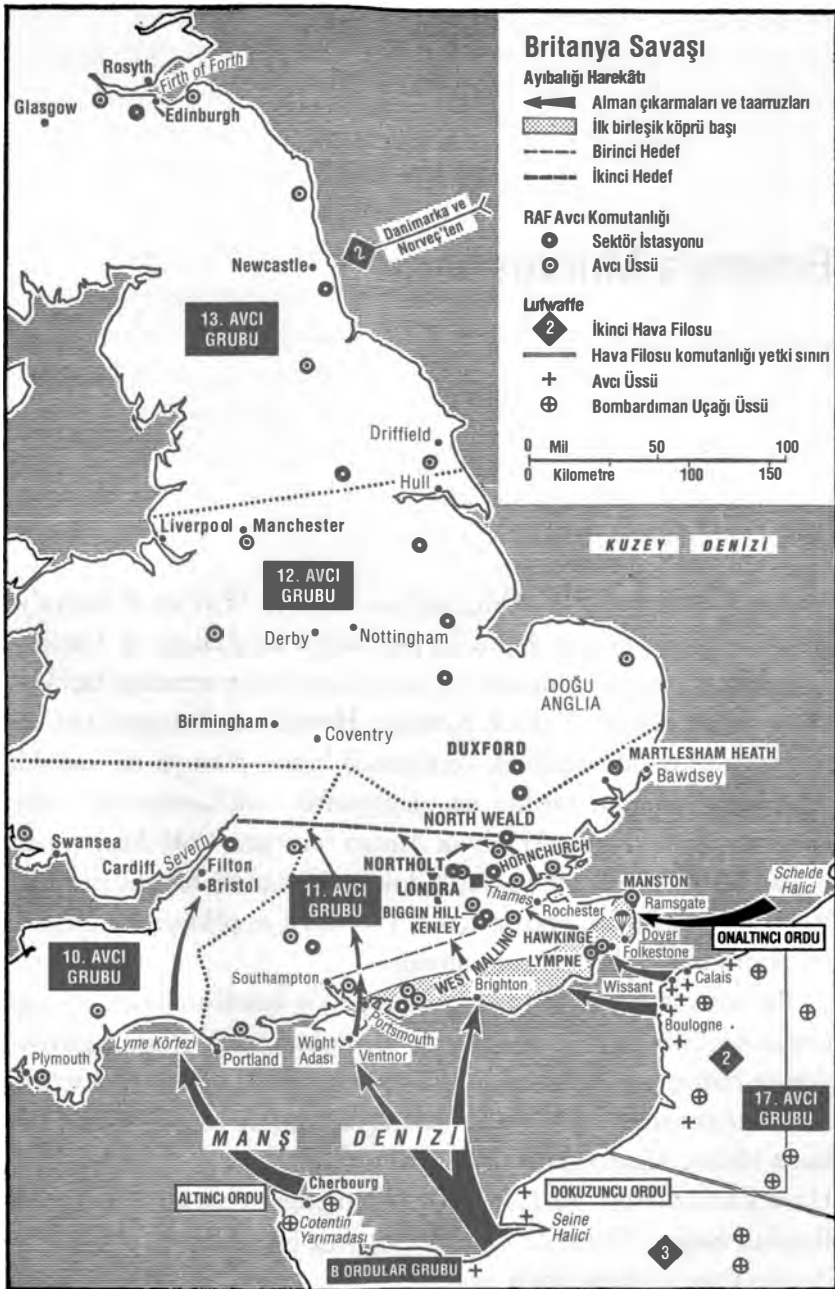 Britanya Savaşı
Ayıbalığı Harekâtı
Alman çıkarmaları ve taarruzları
İlk birleşik köprü başı
Birinci Hedef
İkinci Hedef
RAF Avcı Komutanlığı
Sektör İstasyonu
Avcı Üssü
Lufwaffe
2
İkinci Hava Filosu
Hava Filosu komutanlığı yetki sınırı
Avcı Üssü
Bombardıman Uçağı Üssü
0 Mil 50 100
0 Kilometre 100 150
Rosyth
Firth of Forth
Glasgow
Edinburgh
2
Danimarka ve
Norveç'ten
Newcastle
13. AVCI
GRUBU
Driffield
Hull
Liverpool
Manchester
KUZEY DENİZİ
12. AVCI
GRUBU
Derby
Nottingham
DOĞU
ANGLIA
Birmingham
Coventry
DUXFORD
MARTLESHAM HEATH
Bawdsey
NORTH WEALD
Swansea
Cardiff
Severn
Filton
Bristol
NORTHOLT
HORNCHURCH
LONDRA
Thames
11. AVCI
GRUBU
BIGGIN HILL
KENLEY
Rochester
MANSTON
Ramsgate
Schelde
Halici
ONALTINCI ORDU
10. AVCI
GRUBU
HAWKINGE
Dover
Folkestone
LYMPNE
WEST MALLING
Southampton
Brighton
Wissant
Calais
Boulogne
Portsmouth
Lyme Körfezi
Plymouth
Portland
Wight
Adası
Ventnor
2
17. AVCI
GRUBU
MANŞ DENİZİ
ALTINCI ORDU
Cherbourg
Cotentin
Yarımadası
DOKUZUNCU ORDU
Seine
Halici
B ORDULAR GRUBU
3